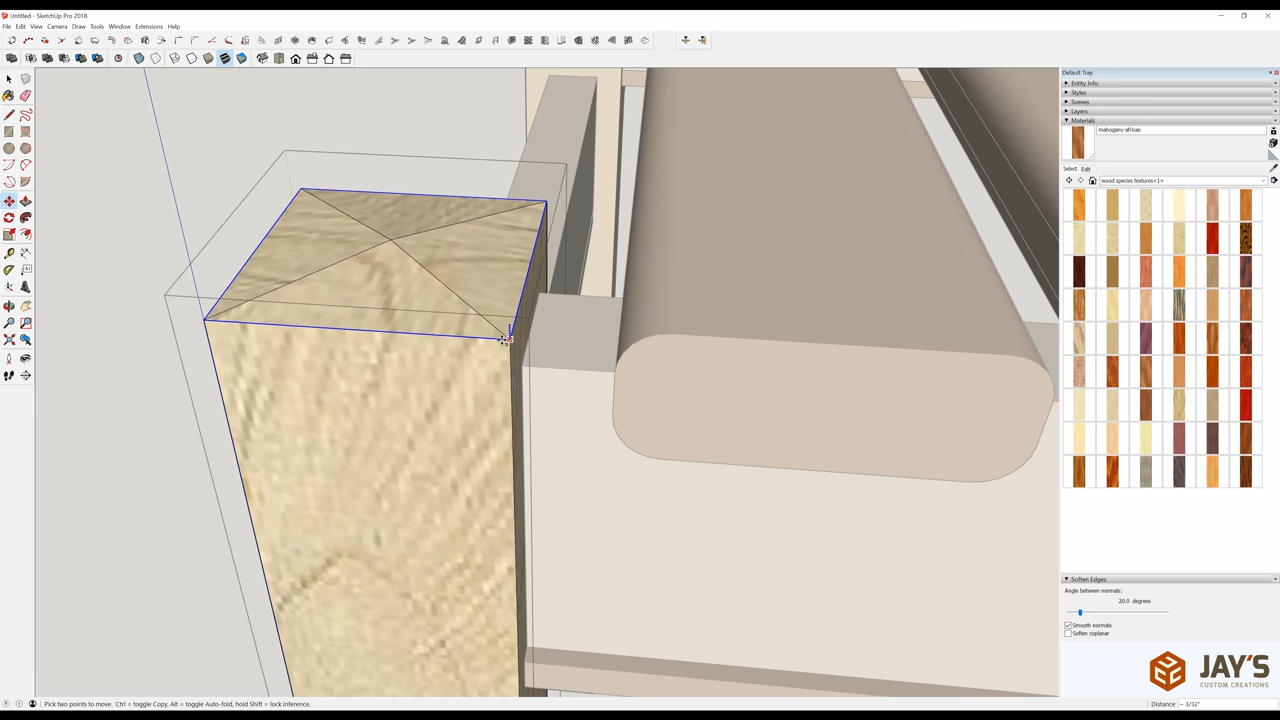 Untitled - SketchUp Pro 2018
File Edit View Camera Draw Tools Window Extensions Help
Default Tray
Entity Info
Styles
Scenes
Layers
Materials
mahogany-african
Select Edit
wood species textures<1>
Soften Edges
Angle between normals:
20.0 degrees
Smooth normals
Soften coplanar
JAY'S
CUSTOM CREATIONS
Pick two points to move. Ctrl = toggle Copy, Alt = toggle Auto-fold, hold Shift = lock inference.
Distance ~ 3/32"